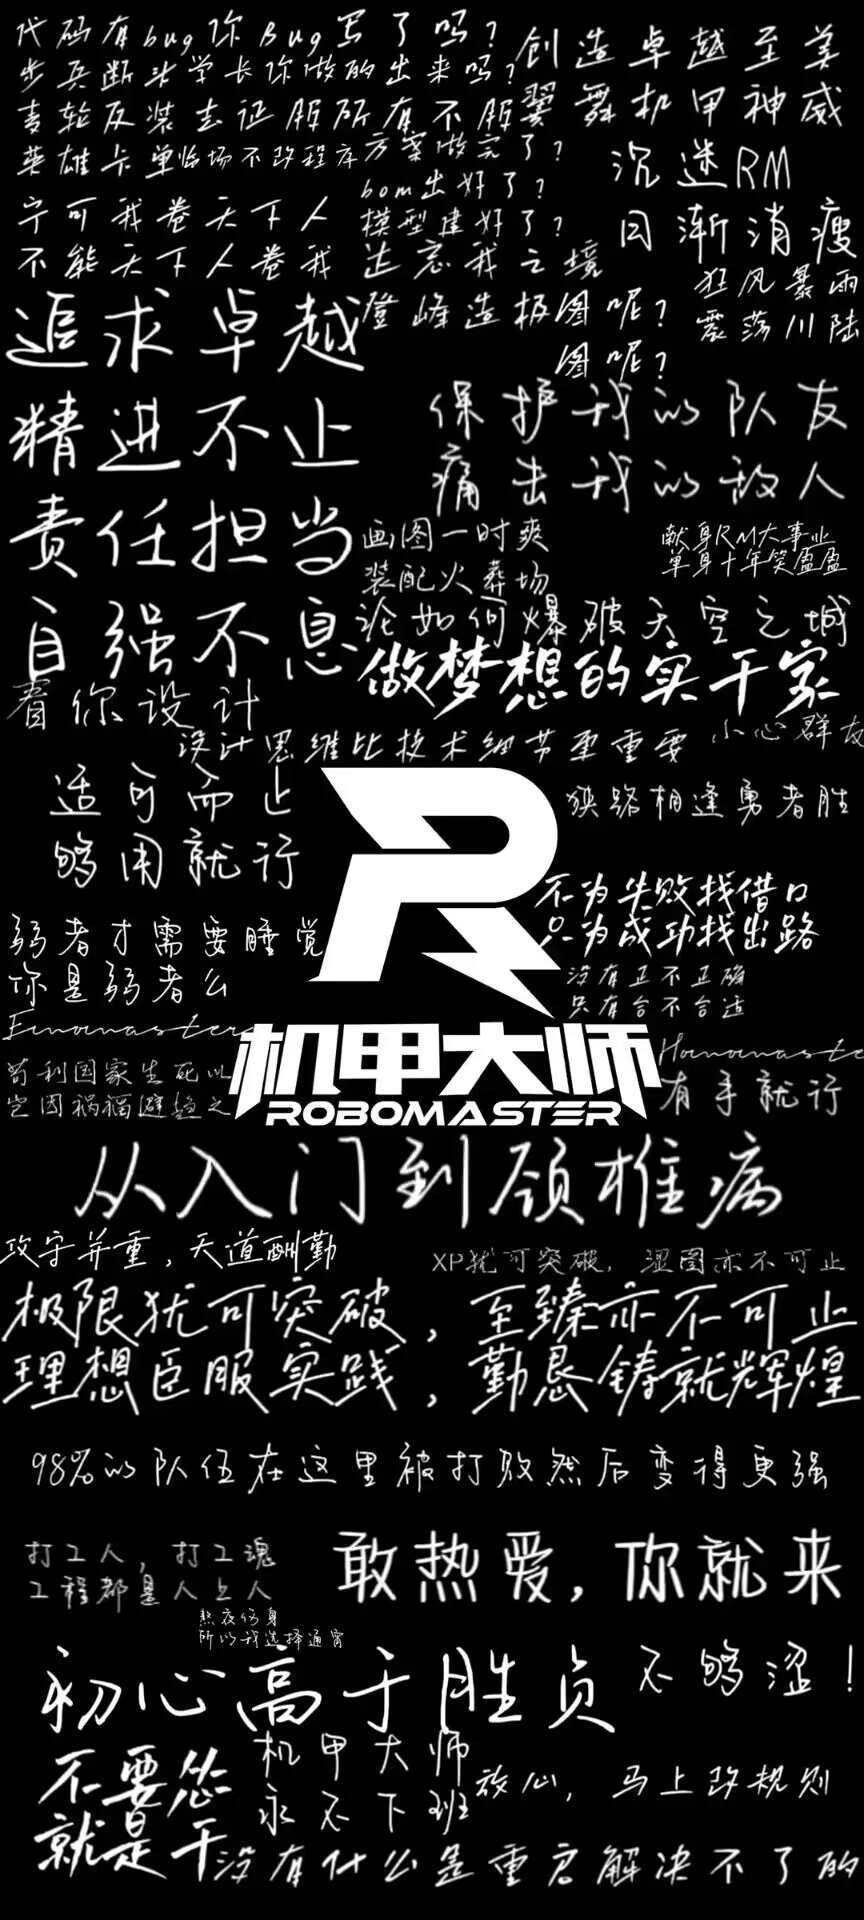 代码有bug你Bug写了吗?
创造卓越至美
步兵断头学长你做的出来吗?
翼舞机甲神威
麦轮反装去征服所有不服
英雄卡单临场不改程序
方案做完了?
bom出好了?
模型建好了?
沉迷RM
日渐消瘦
宁可我卷天下人
不能天下人卷我
达忘我之境
登峰造极
狂风暴雨
震荡川陆
图呢?
图呢?
追求卓越
精进不止
责任担当
自强不息
保护我的队友
痛击我的敌人
画图一时爽
装配火葬场
献身RM大事业
单身十年笑盈盈
论如何爆破天空之城
做梦想的实干家
看你设计
设计思维比技术细节更重要
小心群友
适可而止
够用就行
狭路相逢勇者胜
不为失败找借口
只为成功找出路
弱者才需要睡觉
你是弱者么
没有正不正确
只有合不合适
苟利国家生死以
岂因祸福避趋之
有手就行
机甲大师
ROBOMASTER
从入门到颈椎病
攻守并重，天道酬勤
XP犹可突破，涩图亦不可止
极限犹可突破，至臻亦不可止
理想臣服实践，勤恳铸就辉煌
98%的队伍在这里被打败然后变得更强
打工人，打工魂
工程都是人上人
敢热爱，你就来
熬夜伤身
所以我选择通宵
初心高于胜负
不够涩!
不要怂
就是干
机甲大师
永不下班
放心，马上改规则
没有什么是重启解决不了的